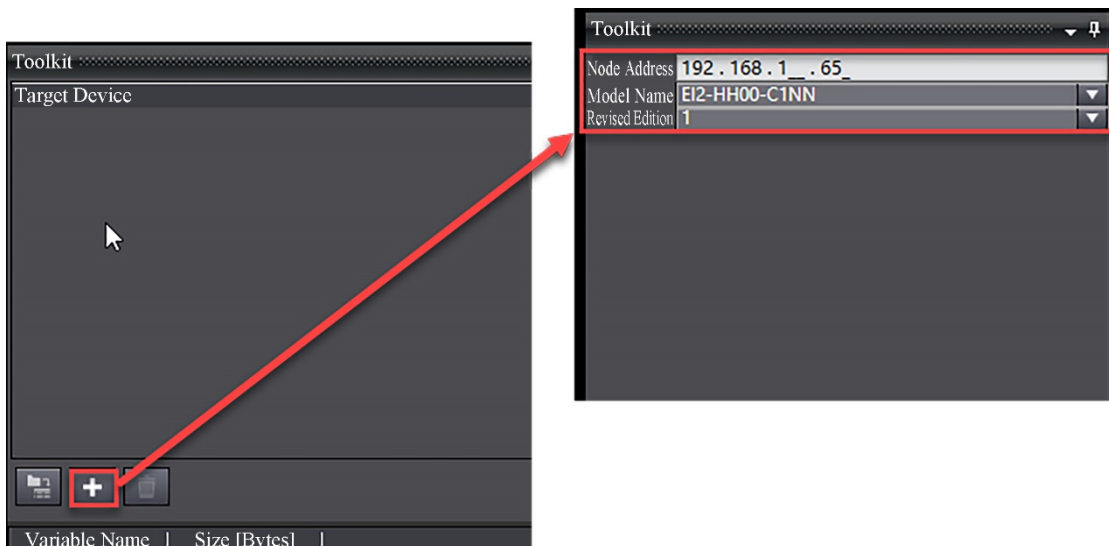 Toolkit
Target Device
Variable Name | Size [Bytes] |
Toolkit
Node Address 192 . 168 . 1__ . 65_
Model Name EI2-HH00-C1NN
Revised Edition 1